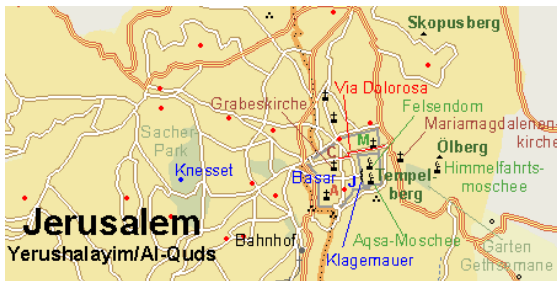 Skopusberg
Via Dolorosa
Grabeskirche
Felsendom
Mariamagdalenen-
kirche
Sacher-
Park
M
C
Ölberg
Knesset
Basar
J
Tempel-
berg
Himmelfahrts-
moschee
A
Jerusalem
Yerushalayim/Al-Quds
Bahnhof
Aqsa-Moschee
Klagemauer
Garten
Gethsemane